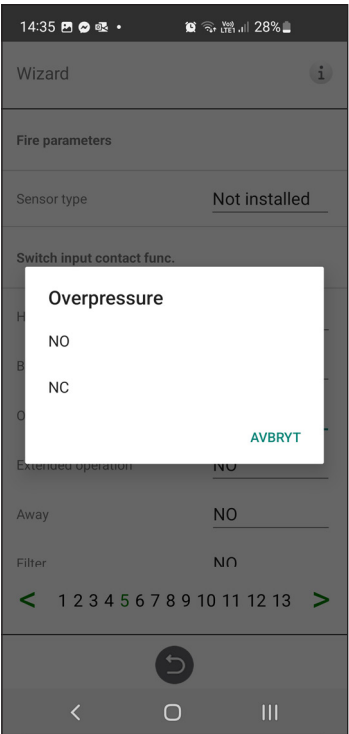 14:35 Vo)) LTE1 28%
Wizard i
Fire parameters
Sensor type Not installed
Switch input contact func.
Overpressure
H
NO
B
NC
O
AVBRYT
Extended operation NO
Away NO
Filter NO
< 1 2 3 4 5 6 7 8 9 10 11 12 13 >